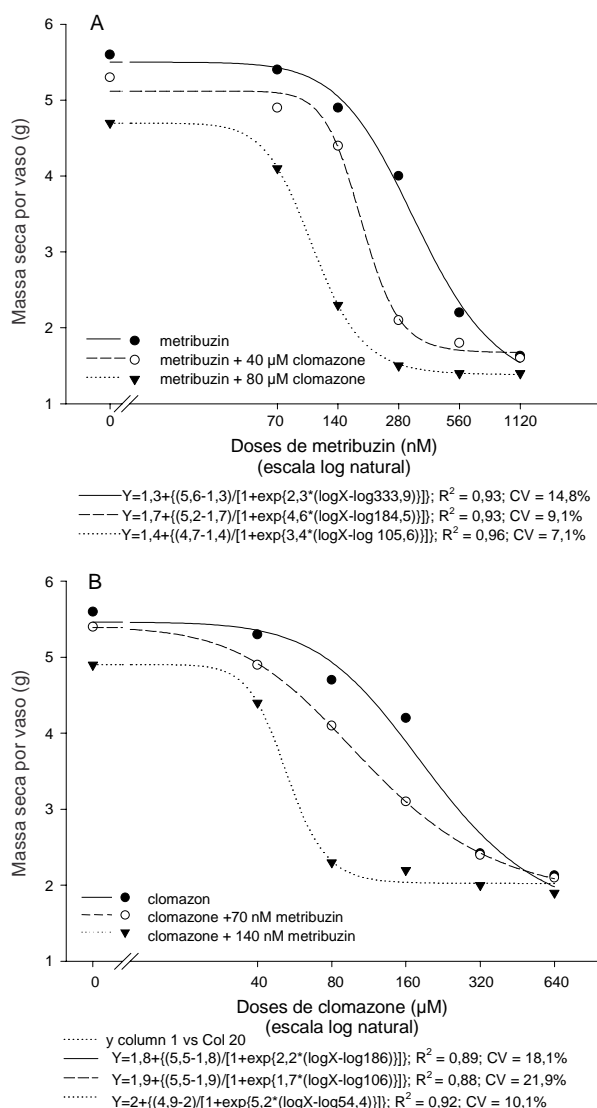 A
6
5
4
3
2
1
Massa seca por vaso (g)
metribuzin
metribuzin + 40 µM clomazone
metribuzin + 80 µM clomazone
0 70 140 280 560 1120
Doses de metribuzin (nM)
(escala log natural)
Y=1,3+{(5,6-1,3)/[1+exp{2,3*(logX-log333,9)}]}; R² = 0,93; CV = 14,8%
Y=1,7+{(5,2-1,7)/[1+exp{4,6*(logX-log184,5)}]}; R² = 0,93; CV = 9,1%
Y=1,4+{(4,7-1,4)/[1+exp{3,4*(logX-log 105,6)}]}; R² = 0,96; CV = 7,1%
B
6
5
4
3
2
1
Massa seca por vaso (g)
clomazon
clomazone +70 nM metribuzin
clomazone + 140 nM metribuzin
0 40 80 160 320 640
Doses de clomazone (µM)
(escala log natural)
y column 1 vs Col 20
Y=1,8+{(5,5-1,8)/[1+exp{2,2*(logX-log186)}]}; R² = 0,89; CV = 18,1%
Y=1,9+{(5,5-1,9)/[1+exp{1,7*(logX-log106)}]}; R² = 0,88; CV = 21,9%
Y=2+{(4,9-2)/[1+exp{5,2*(logX-log54,4)}]}; R² = 0,92; CV = 10,1%